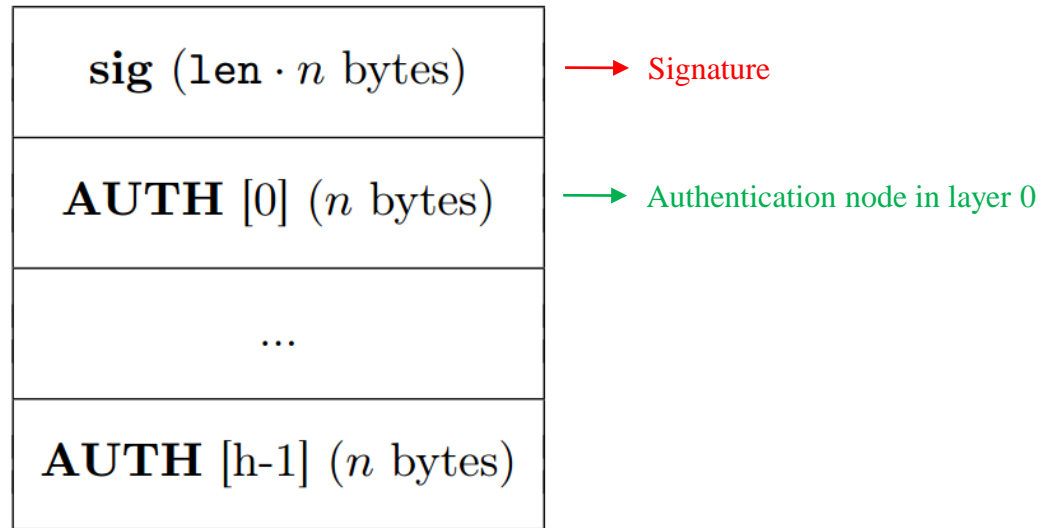 sig (len · n bytes) Signature
AUTH [0] (n bytes) Authentication node in layer 0
...
AUTH [h-1] (n bytes)